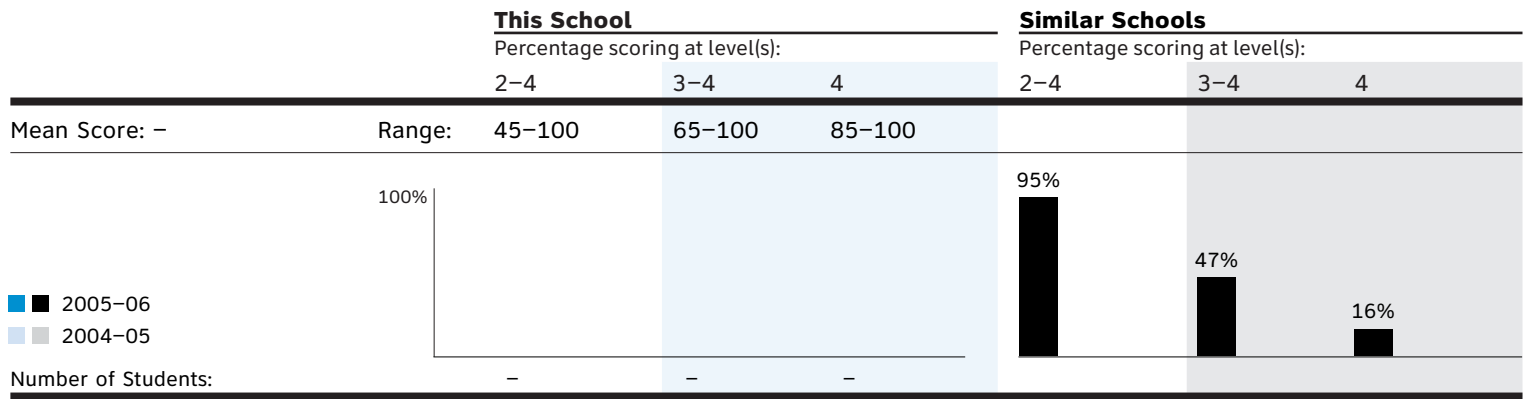 This School Similar Schools
Percentage scoring at level(s): Percentage scoring at level(s):
2–4 3–4 4 2–4 3–4 4
Mean Score: – Range: 45–100 65–100 85–100
95%
100%
47%
2005–06 16%
2004–05
Number of Students: – – –